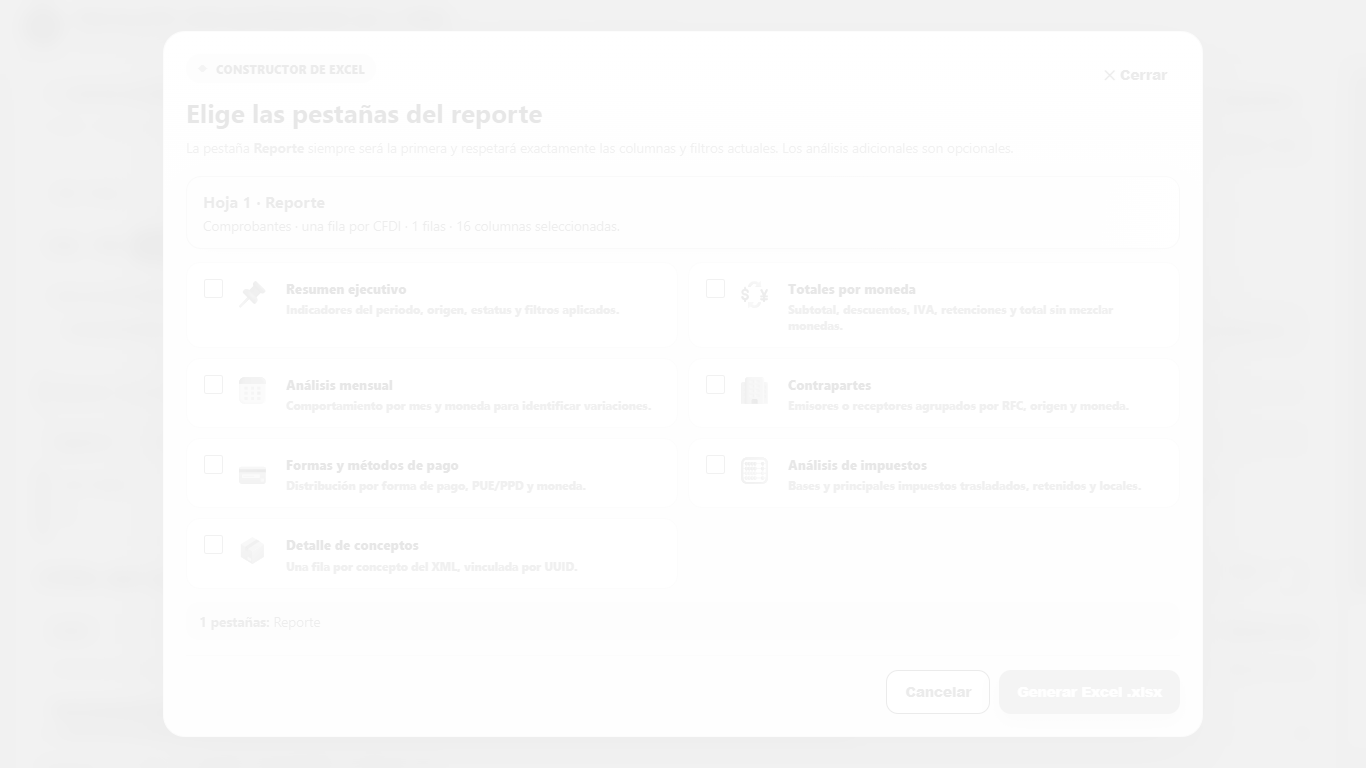 CONSTRUCTOR DE EXCEL
× Cerrar
Elige las pestañas del reporte
La pestaña Reporte siempre será la primera y respetará exactamente las columnas y filtros actuales. Los análisis adicionales son opcionales.
Hoja 1 · Reporte
Comprobantes · una fila por CFDI · 1 filas · 16 columnas seleccionadas.
Resumen ejecutivo
Indicadores del periodo, origen, estatus y filtros aplicados.
Totales por moneda
Subtotal, descuentos, IVA, retenciones y total sin mezclar
monedas.
Análisis mensual
Comportamiento por mes y moneda para identificar variaciones.
Contrapartes
Emisores o receptores agrupados por RFC, origen y moneda.
Formas y métodos de pago
Distribución por forma de pago, PUE/PPD y moneda.
Análisis de impuestos
Bases y principales impuestos trasladados, retenidos y locales.
Detalle de conceptos
Una fila por concepto del XML, vinculada por UUID.
1 pestañas: Reporte
Cancelar
Generar Excel .xlsx